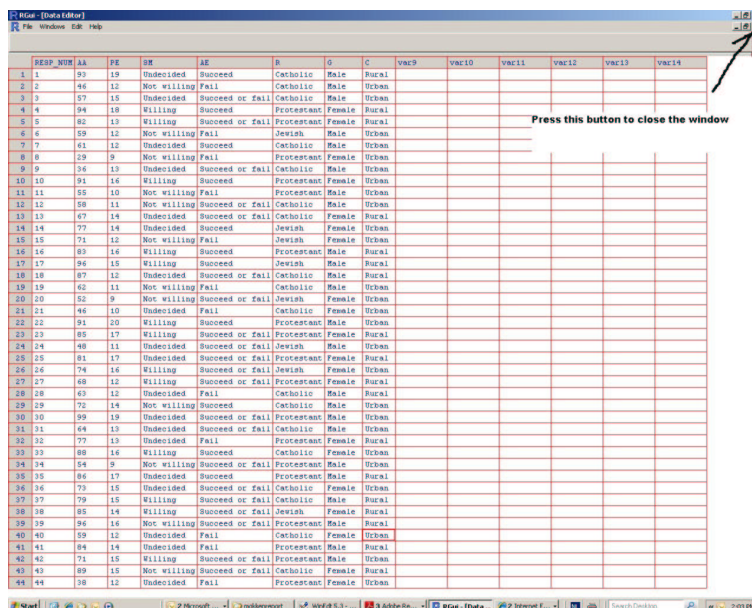 RGui - [Data Editor]
File Windows Edit Help
RESP_NUM AA PE SM AE R G C var9 var10 var11 var12 var13 var14
1 1 93 19 Undecided Succeed Catholic Male Rural
2 2 46 12 Not willing Fail Catholic Male Urban
3 3 57 15 Undecided Succeed or fail Catholic Male Urban
4 4 94 18 Willing Succeed Protestant Female Rural
5 5 82 13 Willing Succeed or fail Protestant Female Rural
Press this button to close the window
6 6 59 12 Not willing Fail Jewish Male Urban
7 7 61 12 Undecided Succeed Catholic Male Urban
8 8 29 9 Not willing Fail Protestant Female Urban
9 9 36 13 Undecided Succeed or fail Catholic Male Urban
10 10 91 16 Willing Succeed Protestant Female Rural
11 11 55 10 Not willing Fail Protestant Male Urban
12 12 58 11 Not willing Succeed or fail Catholic Male Urban
13 13 67 14 Undecided Succeed or fail Catholic Female Rural
14 14 77 14 Undecided Succeed Jewish Female Urban
15 15 71 12 Not willing Fail Jewish Female Urban
16 16 83 16 Willing Succeed Protestant Male Rural
17 17 96 15 Willing Succeed Jewish Male Rural
18 18 87 12 Undecided Succeed or fail Catholic Male Rural
19 19 62 11 Not willing Fail Catholic Male Urban
20 20 52 9 Not willing Succeed or fail Jewish Female Urban
21 21 46 10 Undecided Fail Catholic Female Urban
22 22 91 20 Willing Succeed Protestant Male Rural
23 23 85 17 Willing Succeed or fail Protestant Female Rural
24 24 48 11 Undecided Succeed or fail Jewish Male Urban
25 25 81 17 Undecided Succeed or fail Protestant Female Rural
26 26 74 16 Willing Succeed or fail Jewish Female Urban
27 27 68 12 Willing Succeed or fail Protestant Female Rural
28 28 63 12 Undecided Fail Catholic Male Urban
29 29 72 14 Not willing Succeed Catholic Male Urban
30 30 99 19 Undecided Succeed or fail Protestant Male Rural
31 31 64 13 Undecided Succeed or fail Catholic Female Urban
32 32 77 13 Undecided Fail Protestant Female Rural
33 33 88 16 Willing Succeed Catholic Female Rural
34 34 54 9 Not willing Succeed or fail Protestant Male Urban
35 35 86 17 Undecided Succeed Protestant Male Rural
36 36 73 15 Undecided Succeed or fail Catholic Female Urban
37 37 79 15 Willing Succeed or fail Catholic Male Rural
38 38 85 14 Willing Succeed or fail Jewish Female Rural
39 39 96 16 Not willing Succeed or fail Protestant Male Rural
40 40 59 12 Undecided Fail Catholic Female Urban
41 41 84 14 Undecided Fail Protestant Male Rural
42 42 71 15 Willing Succeed or fail Protestant Male Urban
43 43 89 15 Not willing Succeed or fail Catholic Female Rural
44 44 38 12 Undecided Fail Protestant Female Urban
Start 2 Microsoft ... mokkenreport WinEdt 5.3 - ... 3 Adobe Re... RGui - [Data... 2 Internet E... Search Desktop